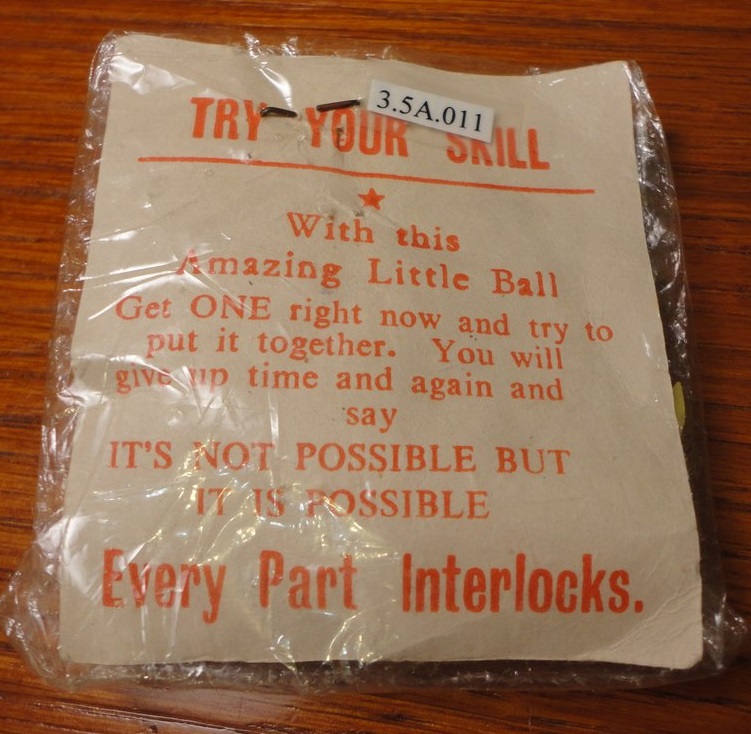 3.5A.011
TRY YOUR SKILL
With this
Amazing Little Ball
Get ONE right now and try to
put it together. You will
give up time and again and
say
IT'S NOT POSSIBLE BUT
IT IS POSSIBLE
Every Part Interlocks.